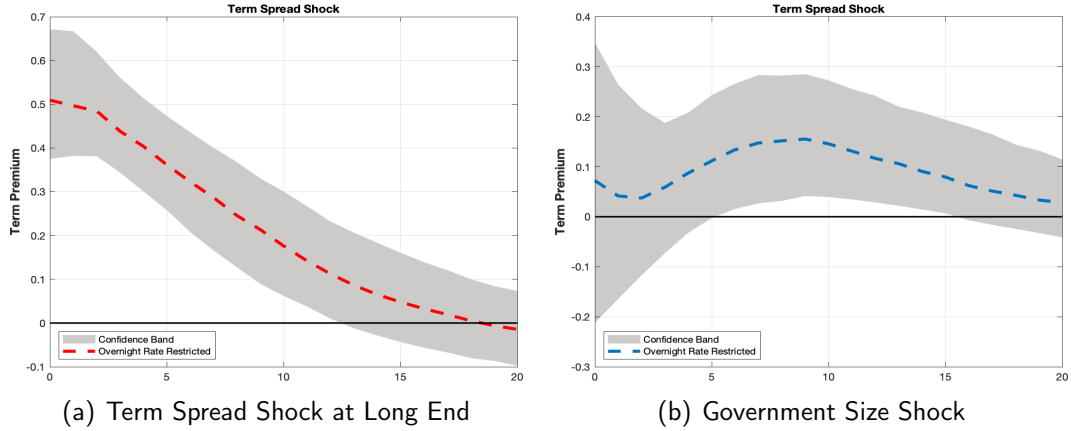 Term Spread Shock
0.7
0.6
0.5
0.4
0.3
0.2
0.1
0
-0.1
Term Premium
Confidence Band
Overnight Rate Restricted
0 5 10 15 20
(a) Term Spread Shock at Long End
Term Spread Shock
0.4
0.3
0.2
0.1
0
-0.1
-0.2
-0.3
Term Premium
Confidence Band
Overnight Rate Restricted
0 5 10 15 20
(b) Government Size Shock